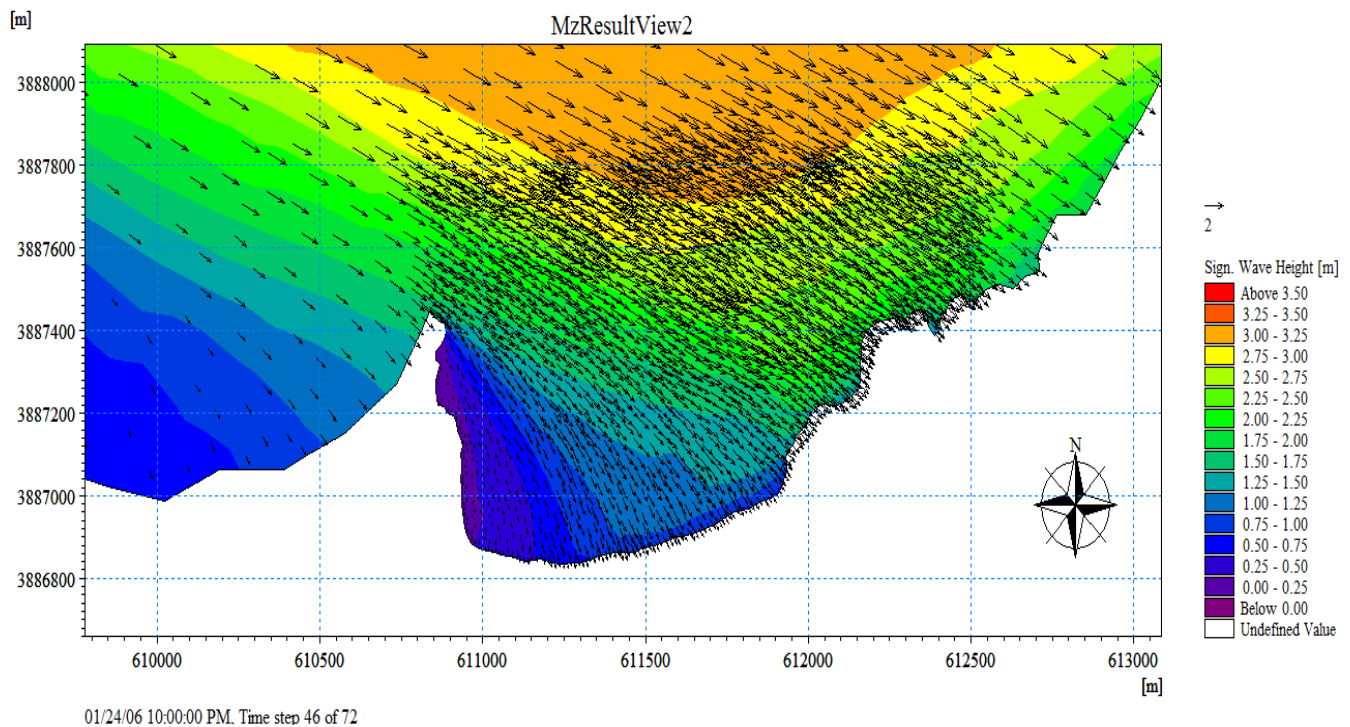 [m]
MzResultView2
3888000
3887800
3887600
3887400
3887200
3887000
3886800
610000 610500 611000 611500 612000 612500 613000
[m]
01/24/06 10:00:00 PM, Time step 46 of 72
2
Sign. Wave Height [m]
Above 3.50
3.25 - 3.50
3.00 - 3.25
2.75 - 3.00
2.50 - 2.75
2.25 - 2.50
2.00 - 2.25
1.75 - 2.00
1.50 - 1.75
1.25 - 1.50
1.00 - 1.25
0.75 - 1.00
0.50 - 0.75
0.25 - 0.50
0.00 - 0.25
Below 0.00
Undefined Value
N